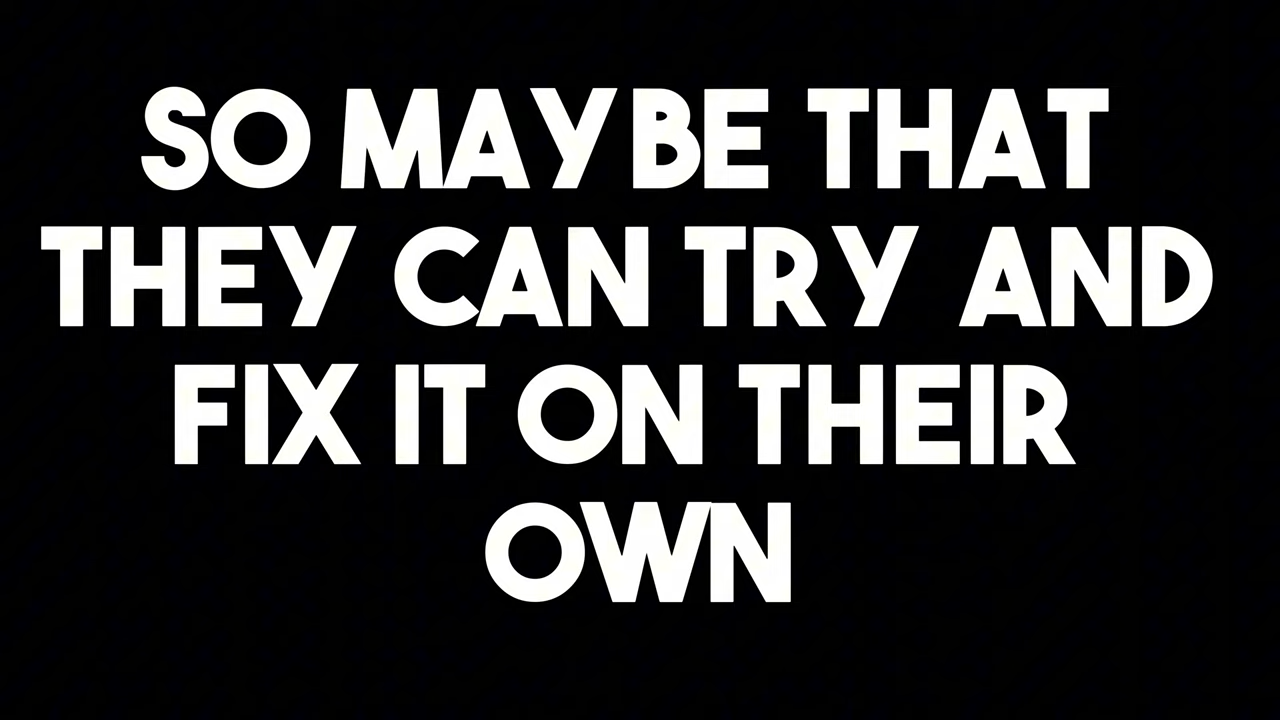 SO MAYBE THAT
THEY CAN TRY AND
FIX IT ON THEIR
OWN